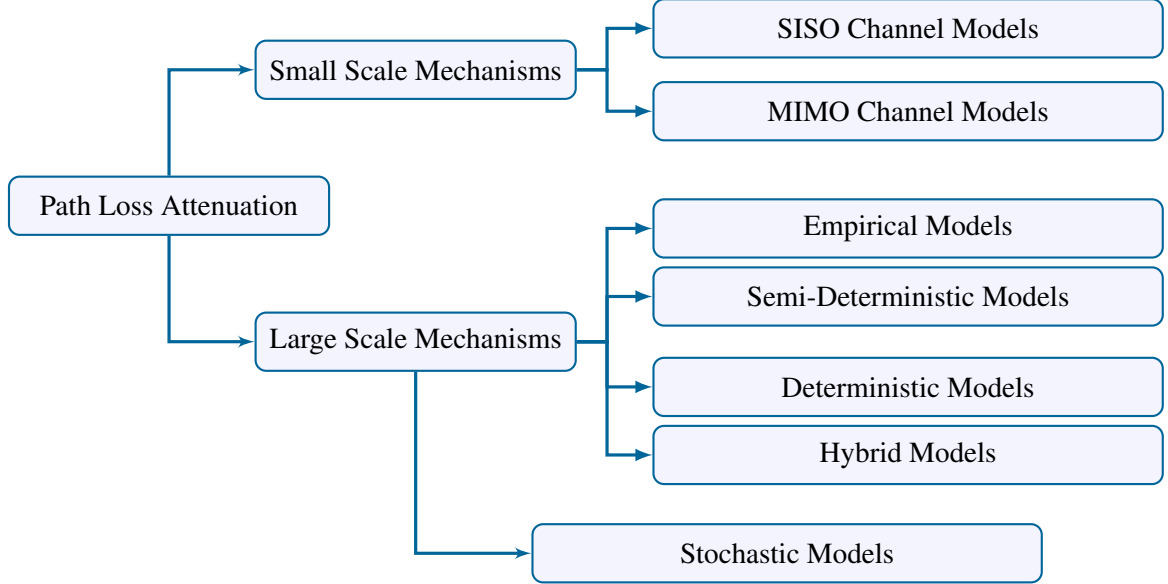 SISO Channel Models
Small Scale Mechanisms
MIMO Channel Models
Path Loss Attenuation
Empirical Models
Semi-Deterministic Models
Large Scale Mechanisms
Deterministic Models
Hybrid Models
Stochastic Models